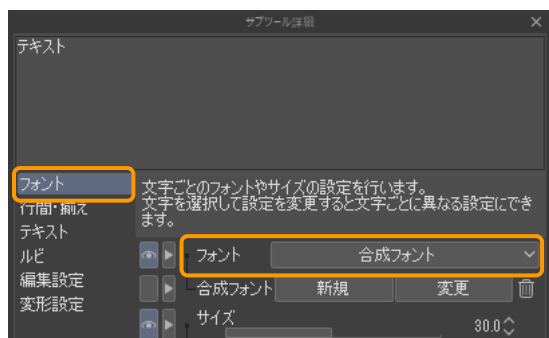 サブツール詳細
テキスト
フォント
行間・揃え
テキスト
ルビ
編集設定
変形設定
文字ごとのフォントやサイズの設定を行います。
文字を選択して設定を変更すると文字ごとに異なる設定にでき
ます。
フォント 合成フォント
合成フォント 新規 変更
サイズ 30.0